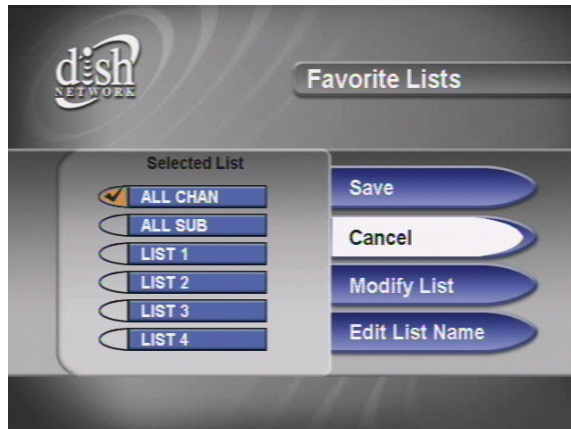 dish
NETWORK
Favorite Lists
Selected List
ALL CHAN
ALL SUB
LIST 1
LIST 2
LIST 3
LIST 4
Save
Cancel
Modify List
Edit List Name